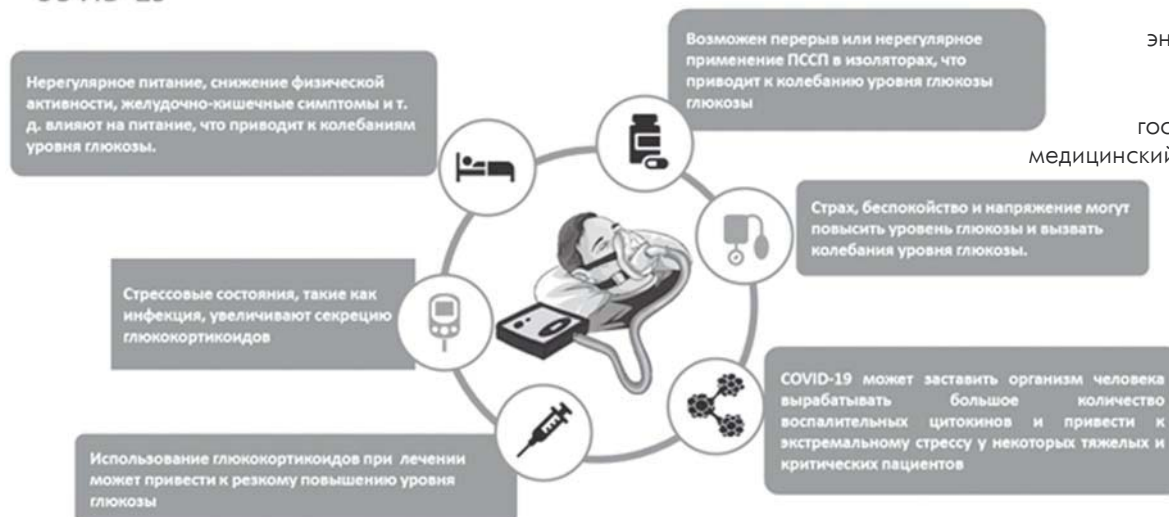 Нерегулярное питание, снижение физической
активности, желудочно-кишечные симптомы и т.
д. влияют на питание, что приводит к колебаниям
уровня глюкозы.
Возможен перерыв или нерегулярное
применение ПССП в изоляторах, что
приводит к колебанию уровня глюкозы
глюкозы
эн
гос
медицинский
Страх, беспокойство и напряжение могут
повысить уровень глюкозы и вызвать
колебания уровня глюкозы.
Стрессовые состояния, такие как
инфекция, увеличивают секрецию
глюкокортикоидов
COVID-19 может заставить организм человека
вырабатывать большое количество
воспалительных цитокинов и привести к
экстремальному стрессу у некоторых тяжелых и
критических пациентов
Использование глюкокортикоидов при лечении
может привести к резкому повышению уровня
глюкозы